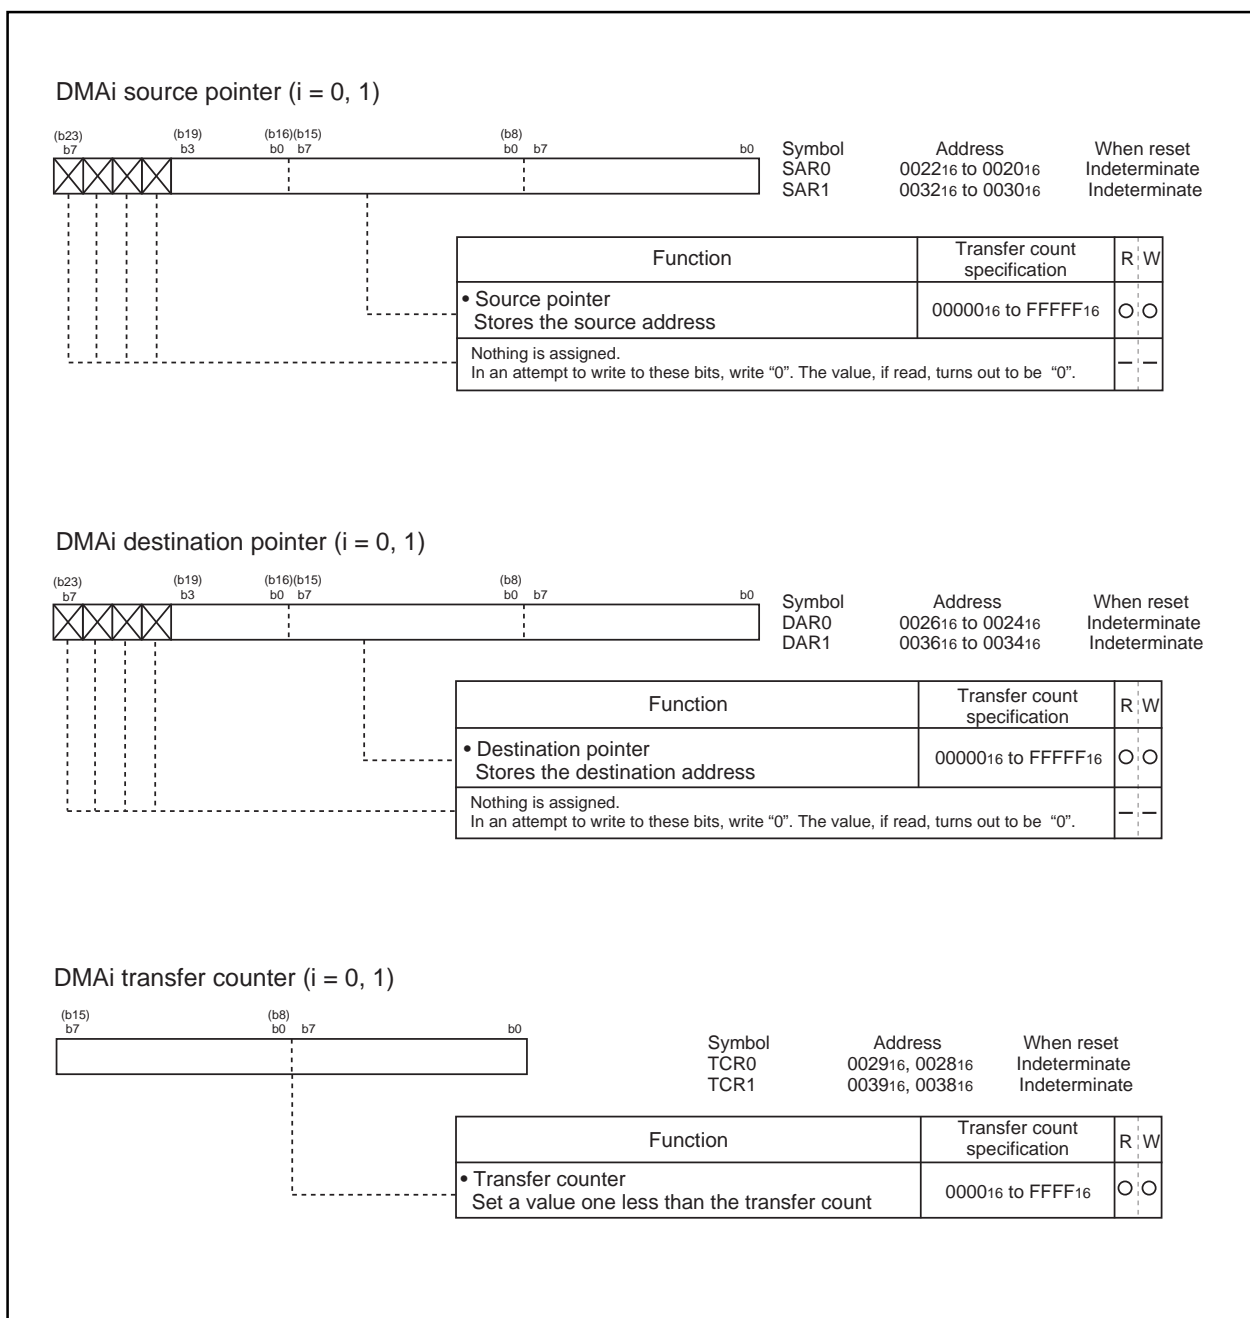 DMAi source pointer (i = 0, 1)
(b23) (b19) (b16)(b15) (b8)
b7 b3 b0 b7 b0 b7 b0
Symbol Address When reset
SAR0 002216 to 002016 Indeterminate
SAR1 003216 to 003016 Indeterminate
Function Transfer count specification R W
• Source pointer
Stores the source address 0000016 to FFFFF16
Nothing is assigned.
In an attempt to write to these bits, write “0”. The value, if read, turns out to be “0”.
DMAi destination pointer (i = 0, 1)
(b23) (b19) (b16)(b15) (b8)
b7 b3 b0 b7 b0 b7 b0
Symbol Address When reset
DAR0 002616 to 002416 Indeterminate
DAR1 003616 to 003416 Indeterminate
Function Transfer count specification R W
• Destination pointer
Stores the destination address 0000016 to FFFFF16
Nothing is assigned.
In an attempt to write to these bits, write “0”. The value, if read, turns out to be “0”.
DMAi transfer counter (i = 0, 1)
(b15) (b8)
b7 b0 b7 b0
Symbol Address When reset
TCR0 002916, 002816 Indeterminate
TCR1 003916, 003816 Indeterminate
Function Transfer count specification R W
• Transfer counter
Set a value one less than the transfer count 000016 to FFFF16